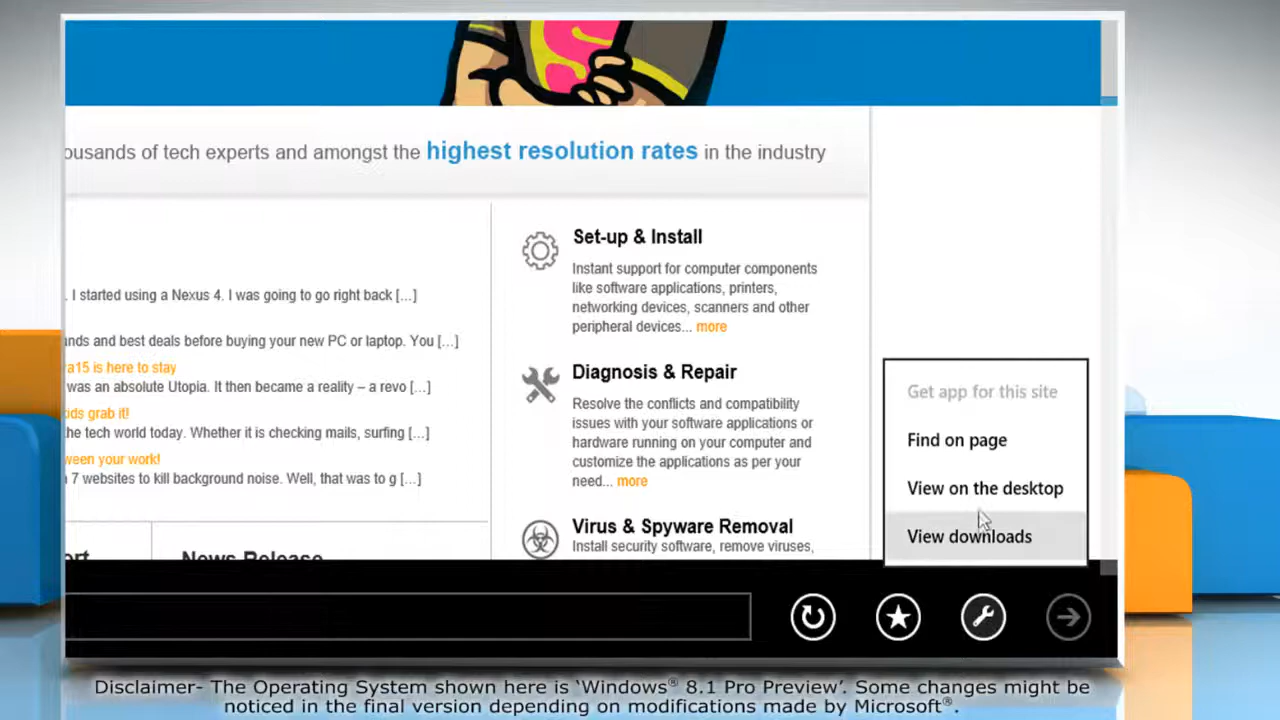 ousands of tech experts and amongst the highest resolution rates in the industry
. I started using a Nexus 4. I was going to go right back [...]
nds and best deals before buying your new PC or laptop. You [...]
ra15 is here to stay
was an absolute Utopia. It then became a reality – a revo [...]
ids grab it!
he tech world today. Whether it is checking mails, surfing [...]
ween your work!
7 websites to kill background noise. Well, that was to g [...]
ort
News Release
Set-up & Install
Instant support for computer components
like software applications, printers,
networking devices, scanners and other
peripheral devices... more
Diagnosis & Repair
Resolve the conflicts and compatibility
issues with your software applications or
hardware running on your computer and
customize the applications as per your
need... more
Virus & Spyware Removal
Install security software, remove viruses,
Get app for this site
Find on page
View on the desktop
View downloads
Disclaimer- The Operating System shown here is ‘Windows® 8.1 Pro Preview’. Some changes might be
noticed in the final version depending on modifications made by Microsoft®.